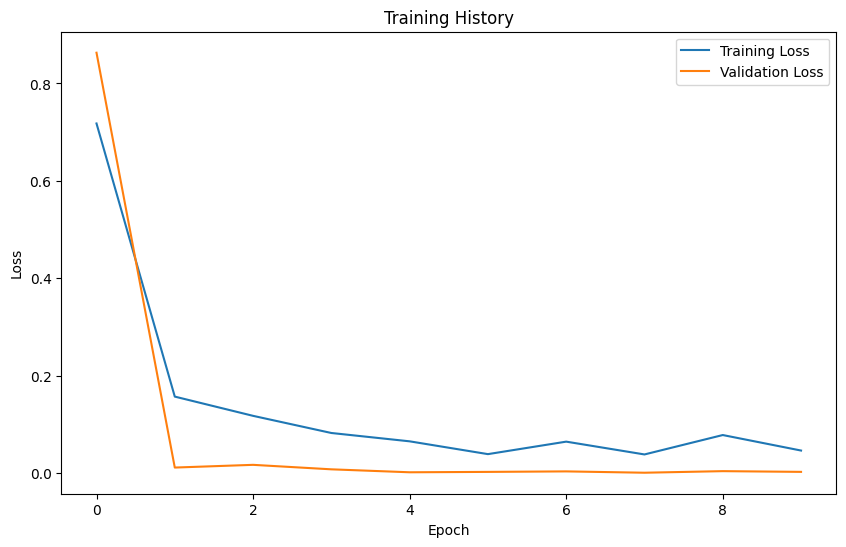 Training History
Training Loss
Validation Loss
0.8
0.6
0.4
0.2
0.0
Loss
0 2 4 6 8
Epoch